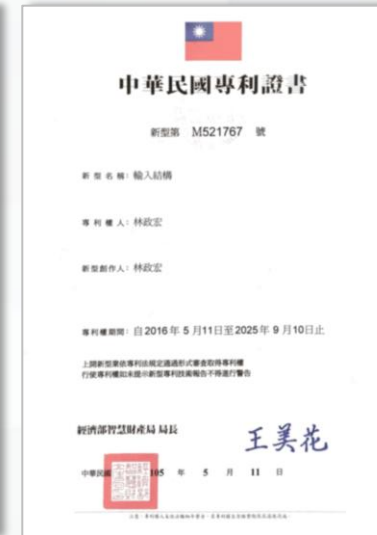 中華民國專利證書
新型第 M521767 號
新 型 名 稱：輸入結構
專 利 權 人：林政宏
新型創作人：林政宏
專利權期間：自2016年 5 月11日至2025年 9 月10日止
上開新型業依專利法規定通過形式審查取得專利權
行使專利權如未提示新型專利技術報告不得進行警告
經濟部智慧財產局 局長
王美花
中華民國 105 年 5 月 11 日